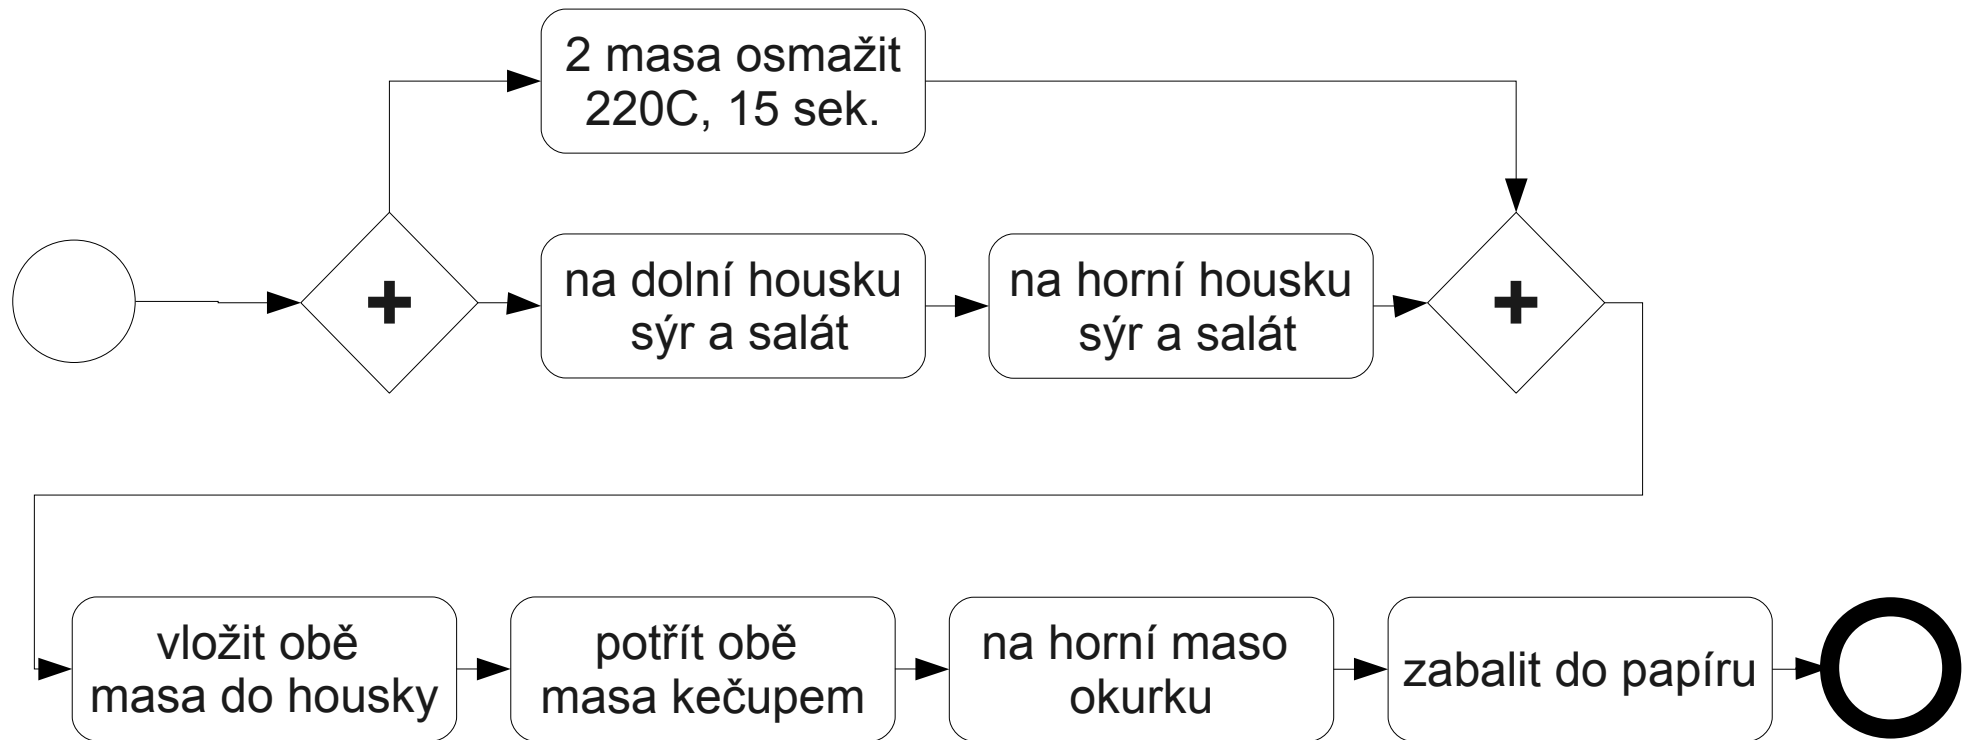 2 masa osmažit
220C, 15 sek.
na dolní housku
sýr a salát
na horní housku
sýr a salát
vložit obě
masa do housky
potřít obě
masa kečupem
na horní maso
okurku
zabalit do papíru